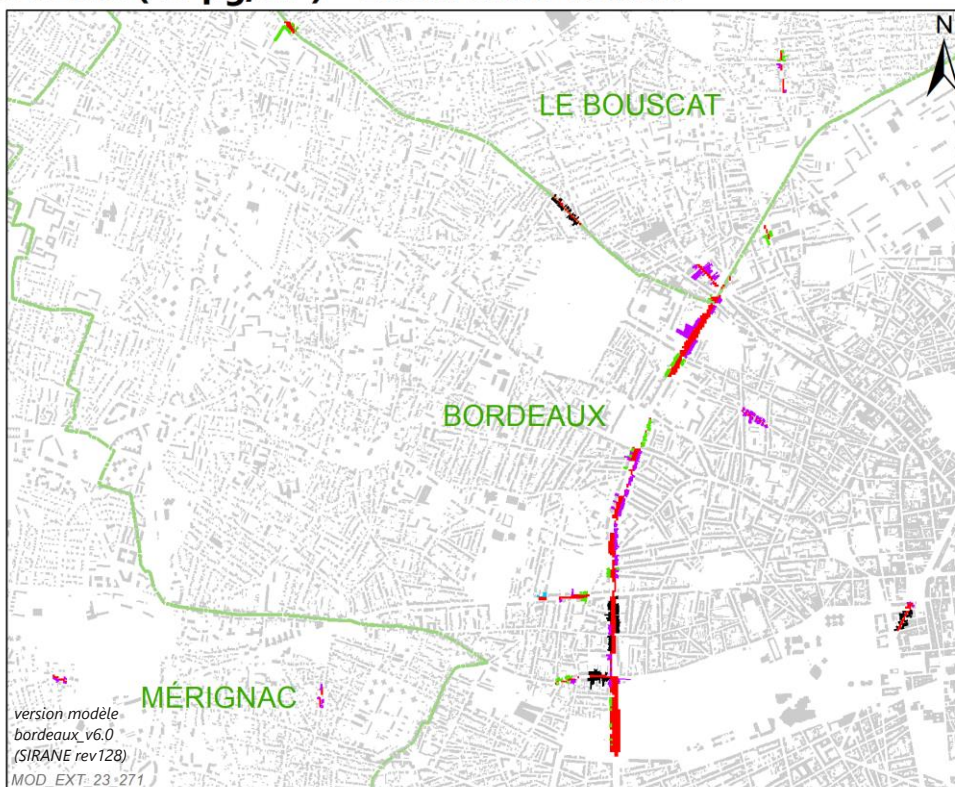 N
LE BOUSCAT
BORDEAUX
MÉRIGNAC
version modèle
bordeaux_v6.0
(SIRANE rev128)
MOD_EXT_23_271